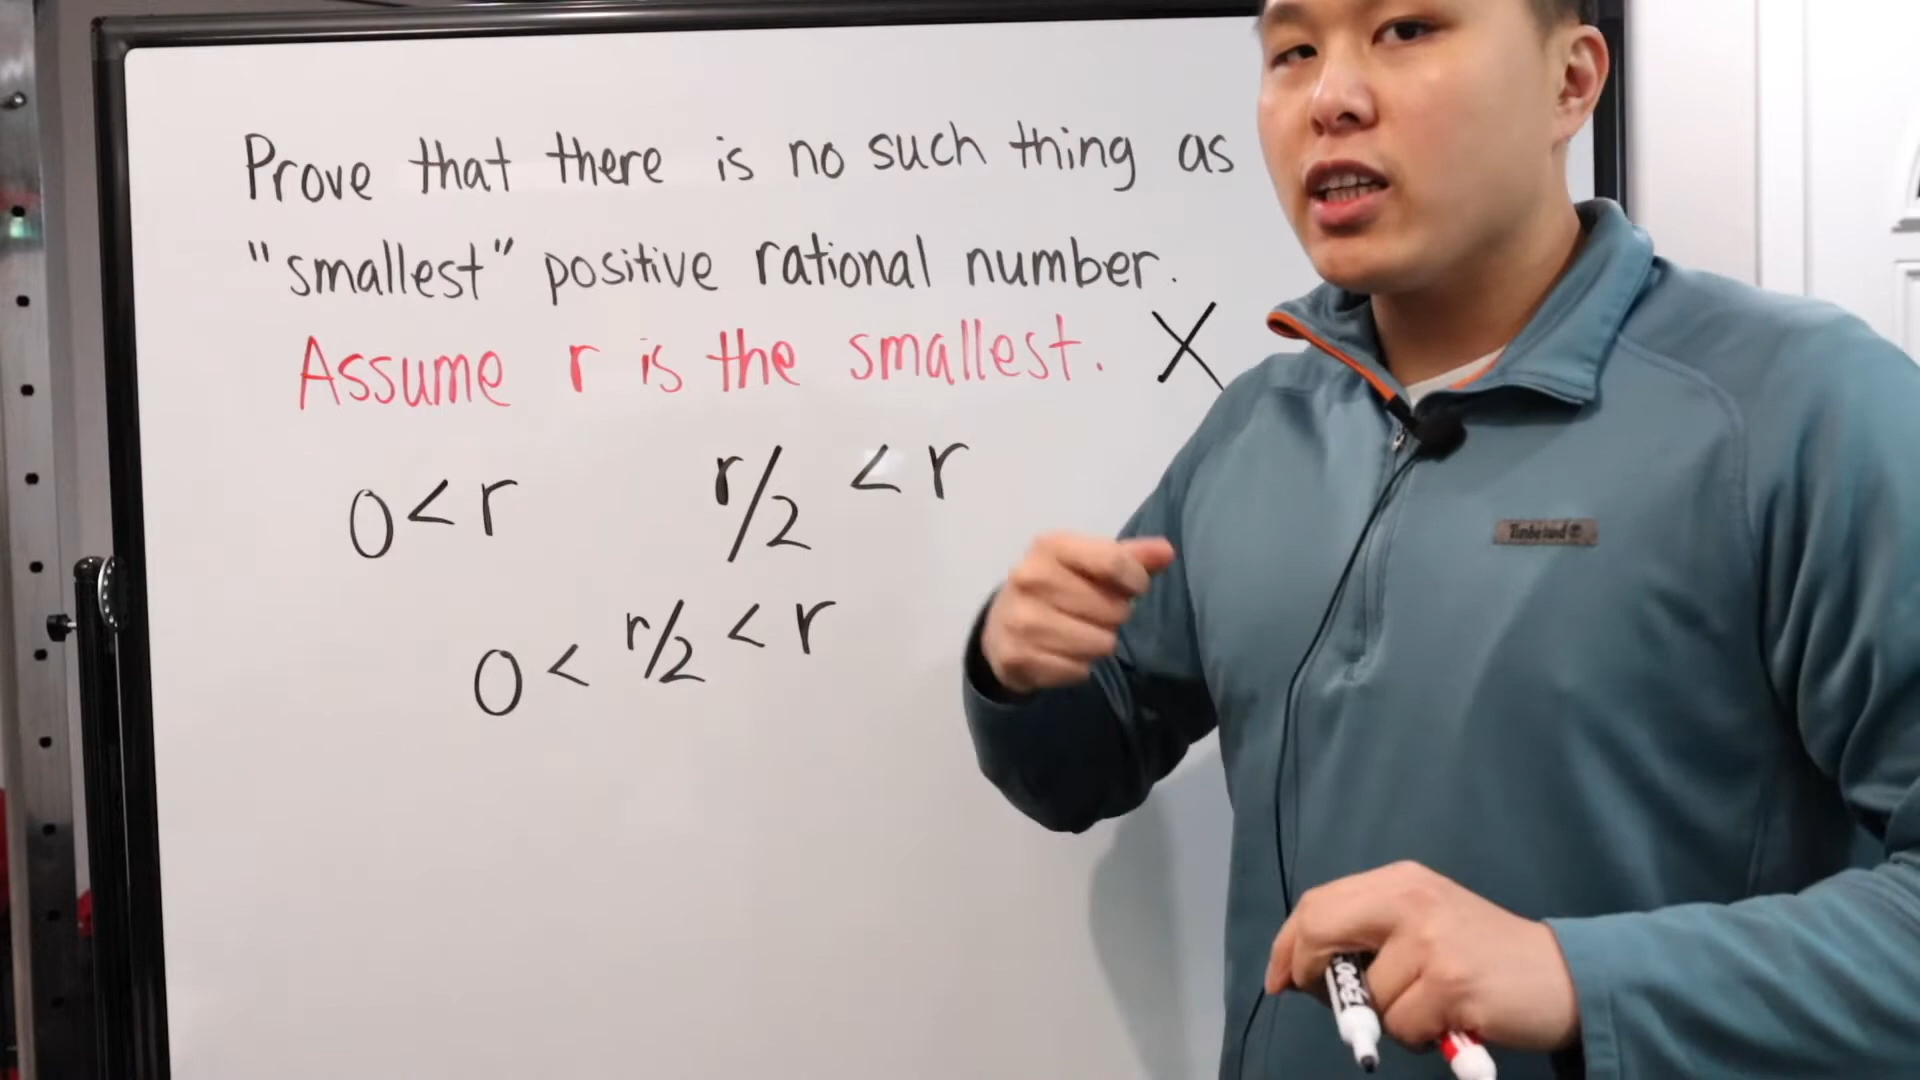 Prove that there is no such thing as
"smallest" positive rational number.
Assume r is the smallest. X
0 < r r/2 < r
0 < r/2 < r
Timberland